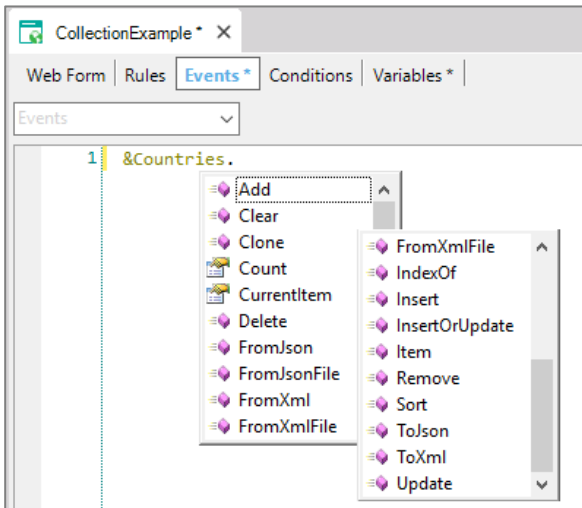 CollectionExample *
Web Form Rules Events * Conditions Variables *
Events
1 &Countries.
Add
Clear
Clone
Count
CurrentItem
Delete
FromJson
FromJsonFile
FromXml
FromXmlFile
FromXmlFile
IndexOf
Insert
InsertOrUpdate
Item
Remove
Sort
ToJson
ToXml
Update